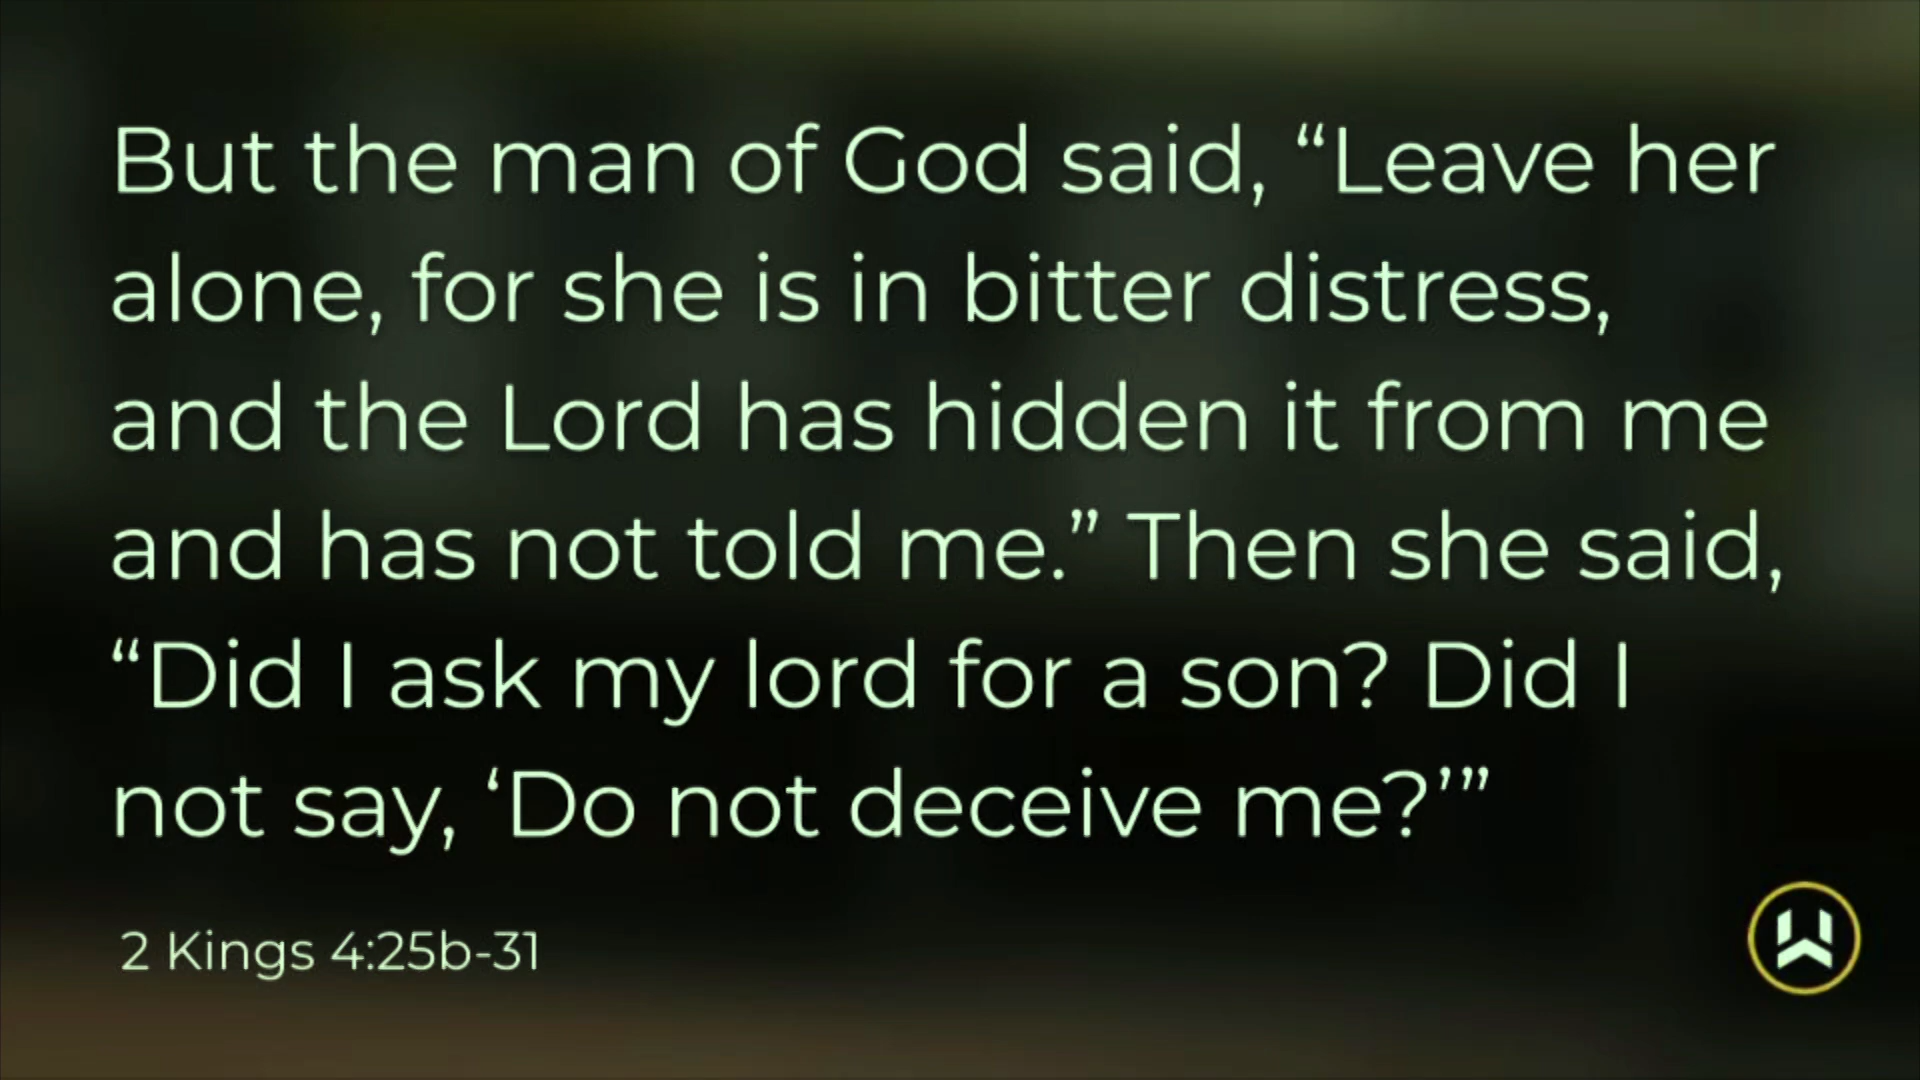 But the man of God said, “Leave her
alone, for she is in bitter distress,
and the Lord has hidden it from me
and has not told me.” Then she said,
“Did I ask my lord for a son? Did I
not say, ‘Do not deceive me?’”
2 Kings 4:25b-31